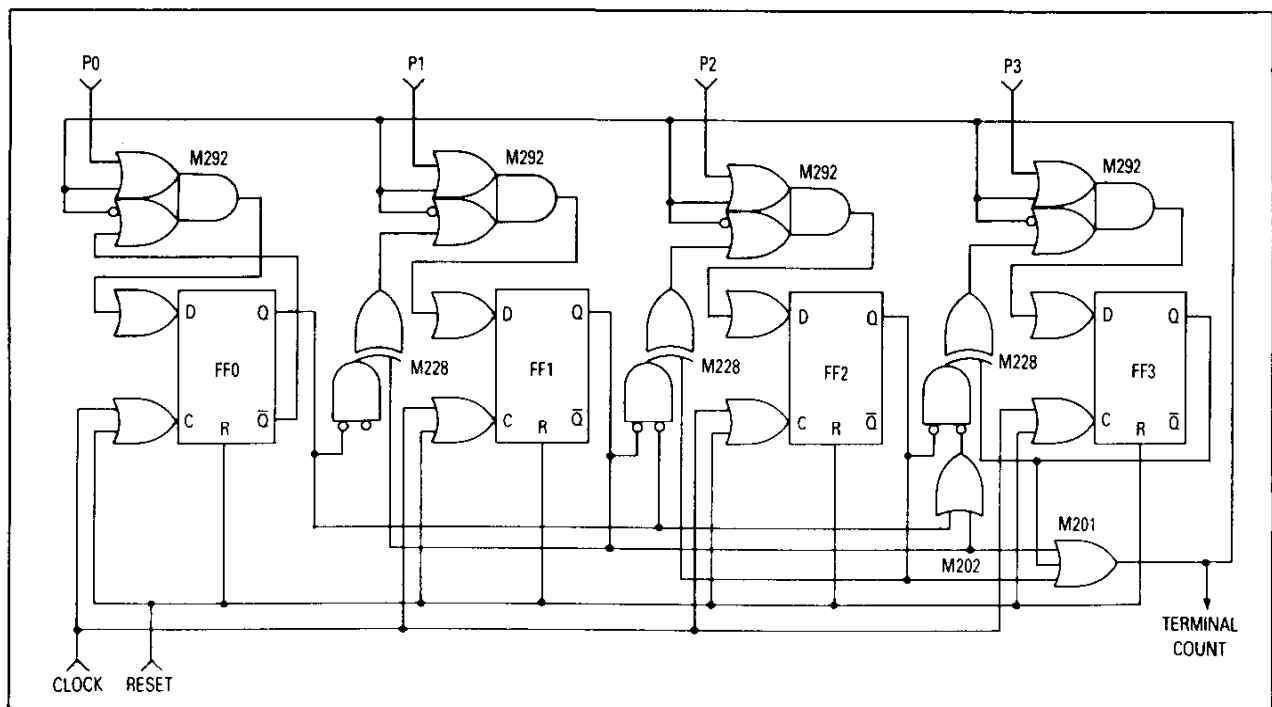 P0 P1 P2 P3
M292 M292 M292 M292
D Q D Q D Q D Q
M228 M228 M228
FF0 FF1 FF2 FF3
C R Q̅ C R Q̅ C R Q̅ C R Q̅
M201
M202
TERMINAL
COUNT
CLOCK RESET